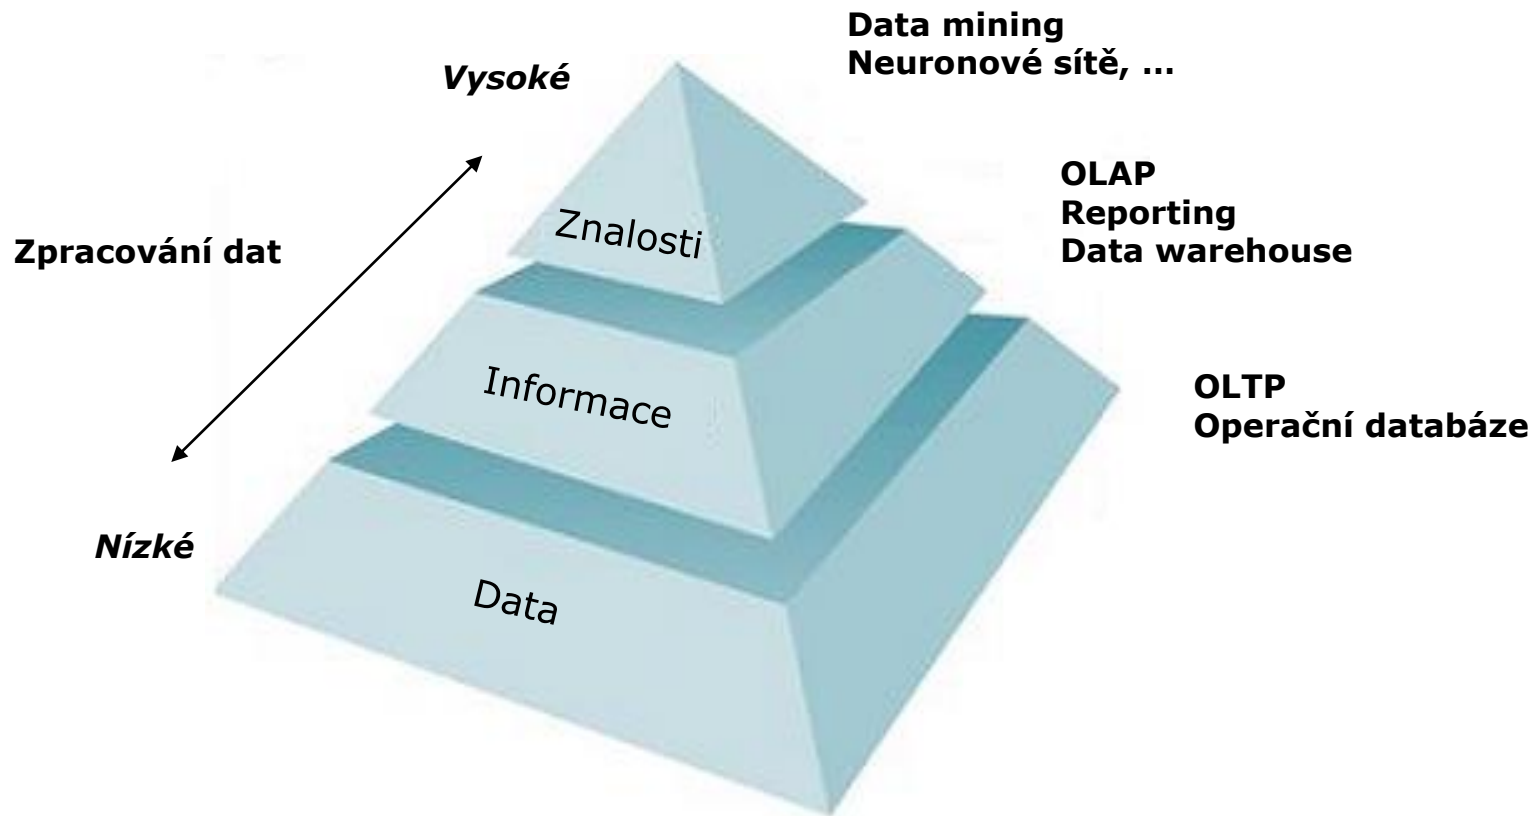 Data mining
Neuronové sítě, ...
Vysoké
OLAP
Reporting
Data warehouse
Znalosti
Zpracování dat
Informace
OLTP
Operační databáze
Nízké
Data